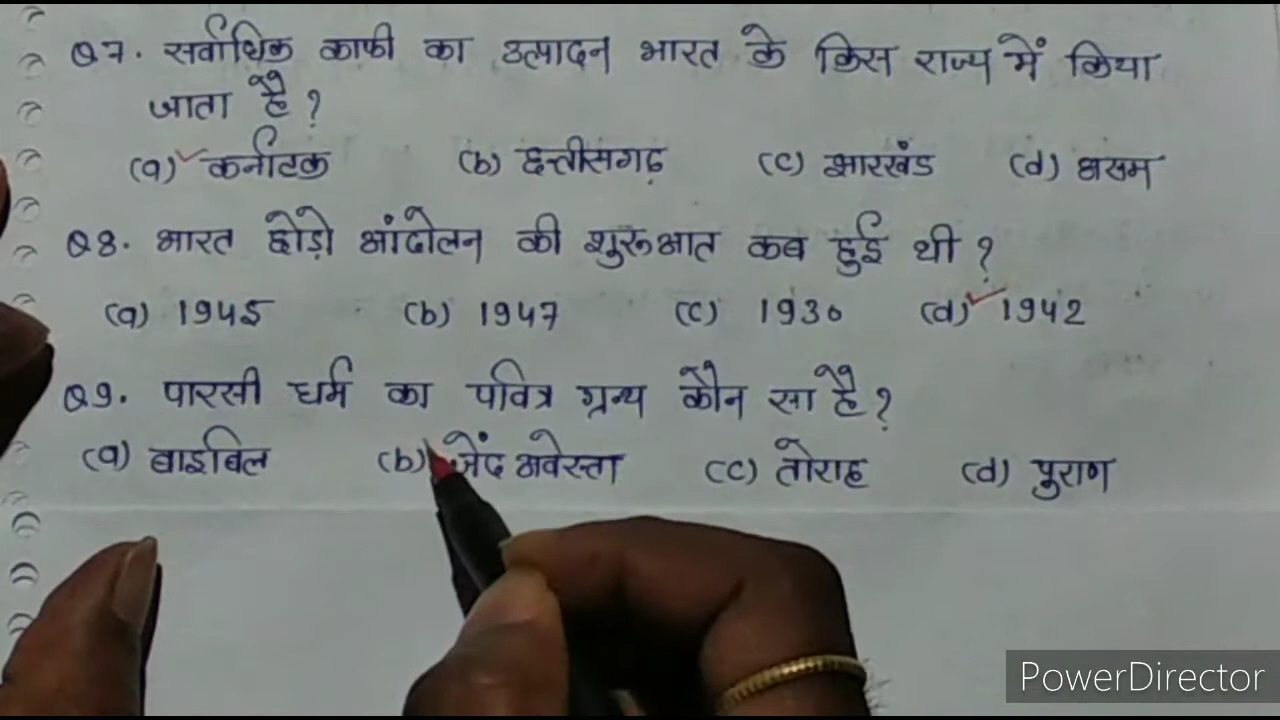 Q7. सर्वाधिक काफी का उत्पादन भारत के किस राज्य में किया
जाता है?
(a) कर्नाटक (b) छत्तीसगढ़ (c) झारखंड (d) असम
Q8. भारत छोड़ो आंदोलन की शुरूआत कब हुई थी?
(a) 1945 (b) 1947 (c) 1930 (d) 1942
Q9. पारसी धर्म का पवित्र ग्रन्थ कौन सा है?
(a) बाइबिल (b) जेंद अवेस्ता (c) तोराह (d) पुराण
PowerDirector